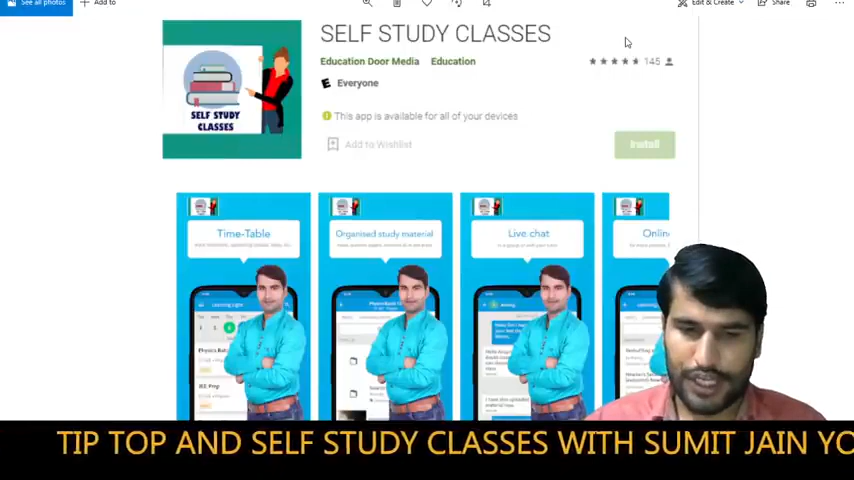 See all photos
Add to
Edit & Create
Share
SELF STUDY CLASSES
Education Door Media Education
145
E Everyone
This app is available for all of your devices
Add to Wishlist
Install
SELF STUDY
CLASSES
Time-Table
Organised study material
Live chat
Onlin
TIP TOP AND SELF STUDY CLASSES WITH SUMIT JAIN YO